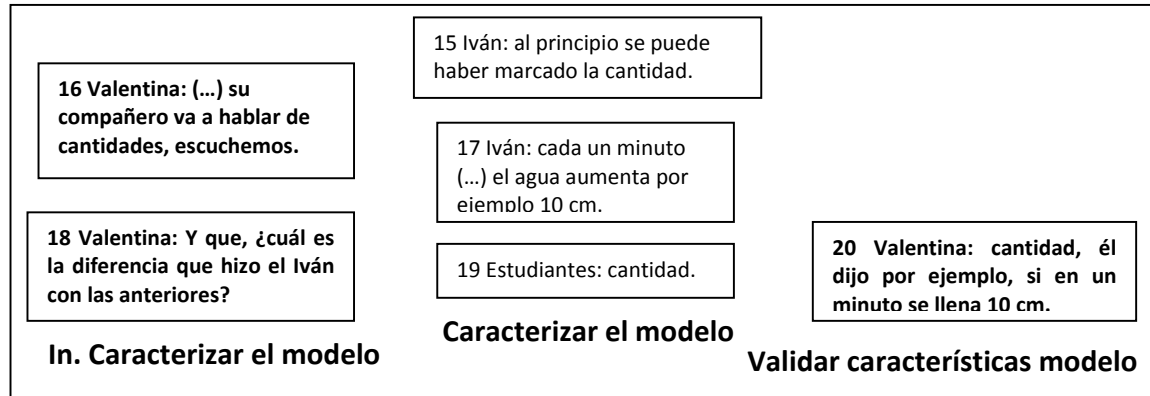 15 Iván: al principio se puede
haber marcado la cantidad.
16 Valentina: (…) su
compañero va a hablar de
cantidades, escuchemos.
17 Iván: cada un minuto
(…) el agua aumenta por
ejemplo 10 cm.
18 Valentina: Y que, ¿cuál es
la diferencia que hizo el Iván
con las anteriores?
19 Estudiantes: cantidad.
20 Valentina: cantidad, él
dijo por ejemplo, si en un
minuto se llena 10 cm.
In. Caracterizar el modelo
Caracterizar el modelo
Validar características modelo